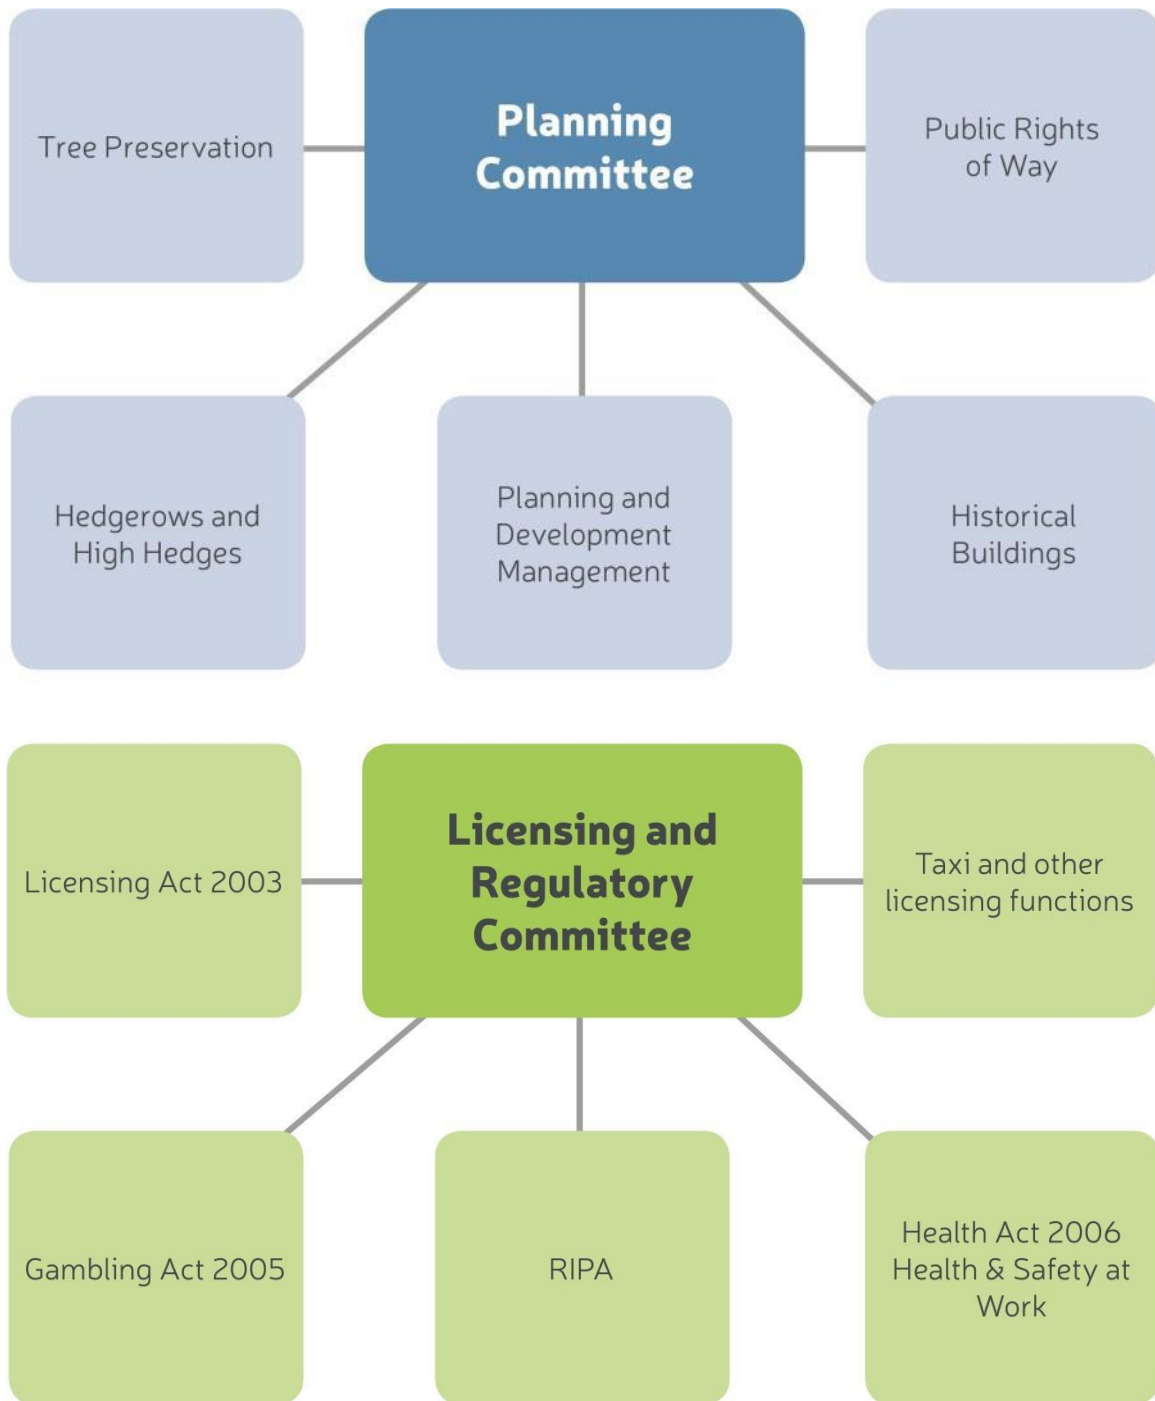 Tree Preservation
Planning
Committee
Public Rights
of Way
Hedgerows and
High Hedges
Planning and
Development
Management
Historical
Buildings
Licensing Act 2003
Licensing and
Regulatory
Committee
Taxi and other
licensing functions
Gambling Act 2005
RIPA
Health Act 2006
Health & Safety at
Work